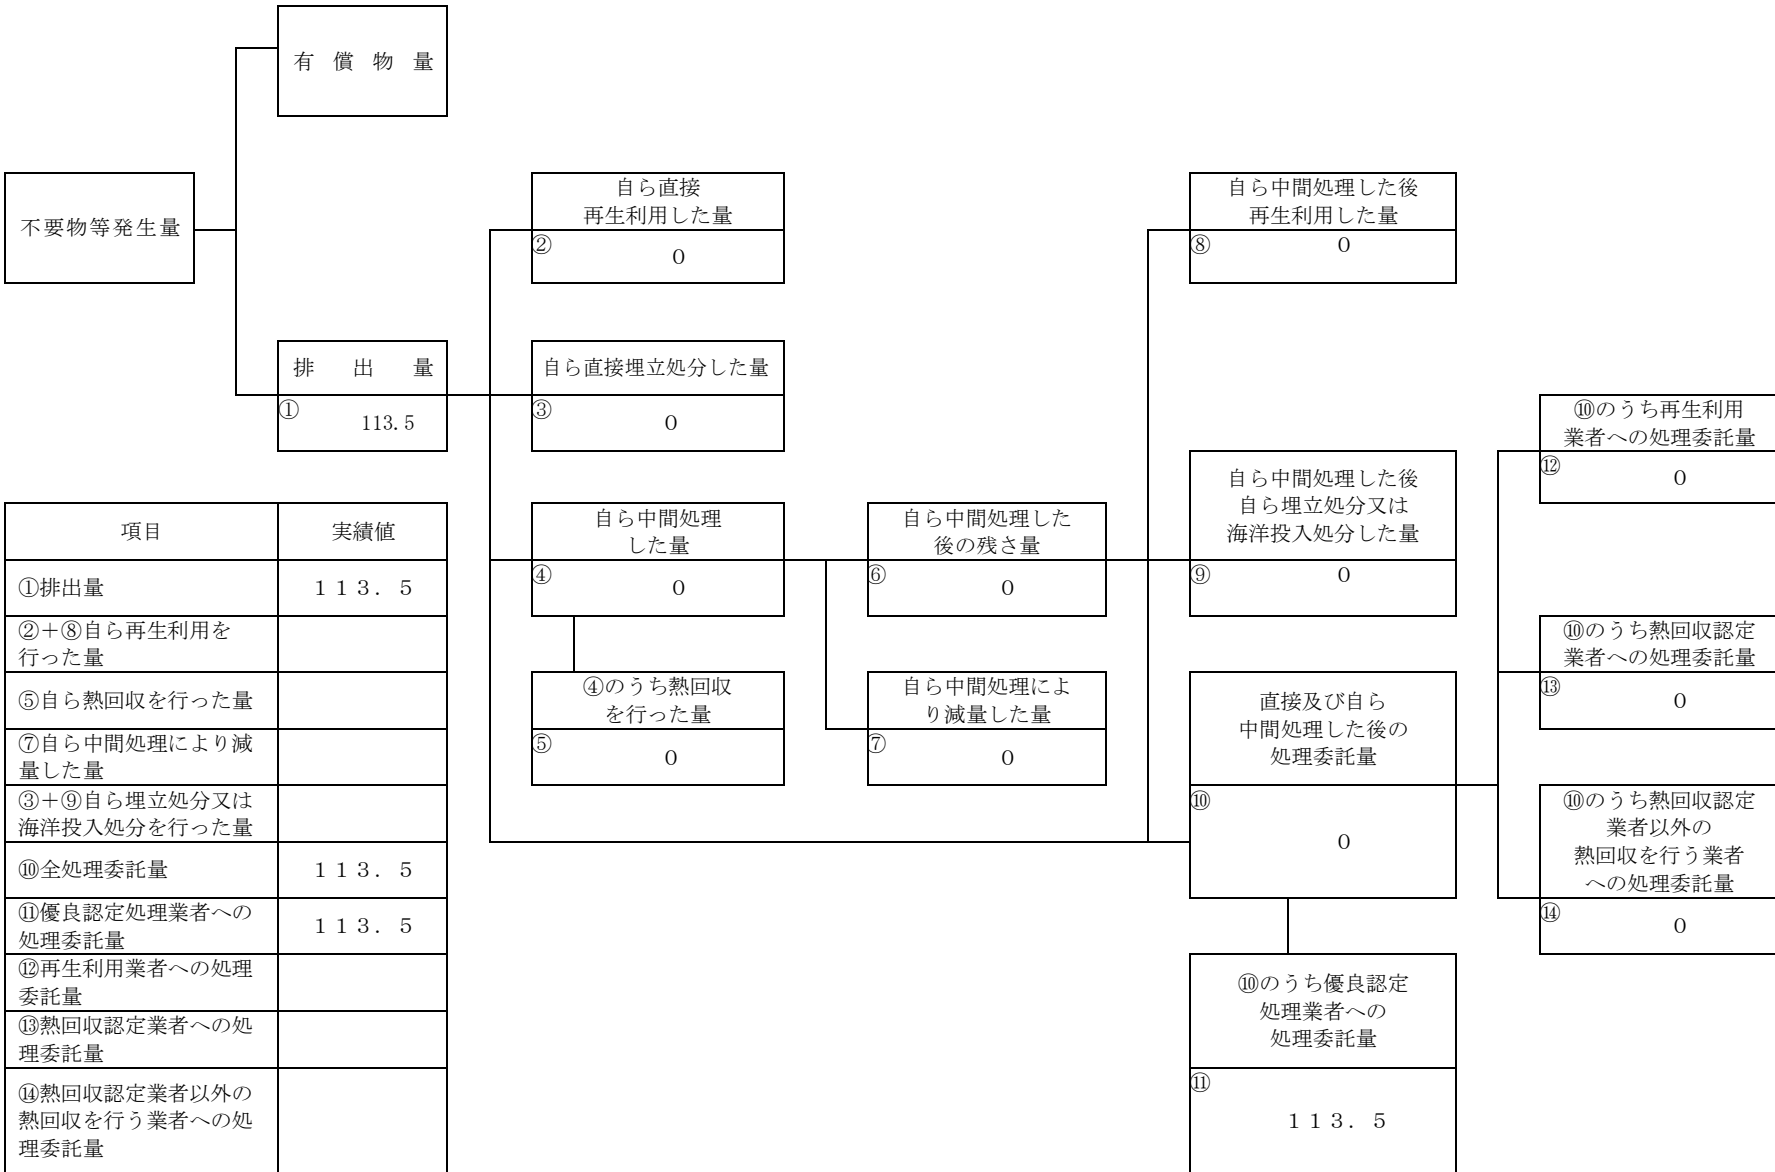 有 償 物 量
不要物等発生量
自ら直接
再生利用した量
②
0
自ら中間処理した後
再生利用した量
⑧
0
排 出 量
①
113.5
自ら直接埋立処分した量
③
0
自ら中間処理
した量
④
0
④のうち熱回収
を行った量
⑤
0
自ら中間処理した
後の残さ量
⑥
0
自ら中間処理によ
り減量した量
⑦
0
自ら中間処理した後
自ら埋立処分又は
海洋投入処分した量
⑨
0
直接及び自ら
中間処理した後の
処理委託量
⑩
0
⑩のうち優良認定
処理業者への
処理委託量
⑪
113.5
⑩のうち再生利用
業者への処理委託量
⑫
0
⑩のうち熱回収認定
業者への処理委託量
⑬
0
⑩のうち熱回収認定
業者以外の
熱回収を行う業者
への処理委託量
⑭
0
項目 実績値
①排出量 113.5
②+⑧自ら再生利用を
行った量
⑤自ら熱回収を行った量
⑦自ら中間処理により減
量した量
③+⑨自ら埋立処分又は
海洋投入処分を行った量
⑩全処理委託量 113.5
⑪優良認定処理業者への
処理委託量 113.5
⑫再生利用業者への処理
委託量
⑬熱回収認定業者への処
理委託量
⑭熱回収認定業者以外の
熱回収を行う業者への処
理委託量